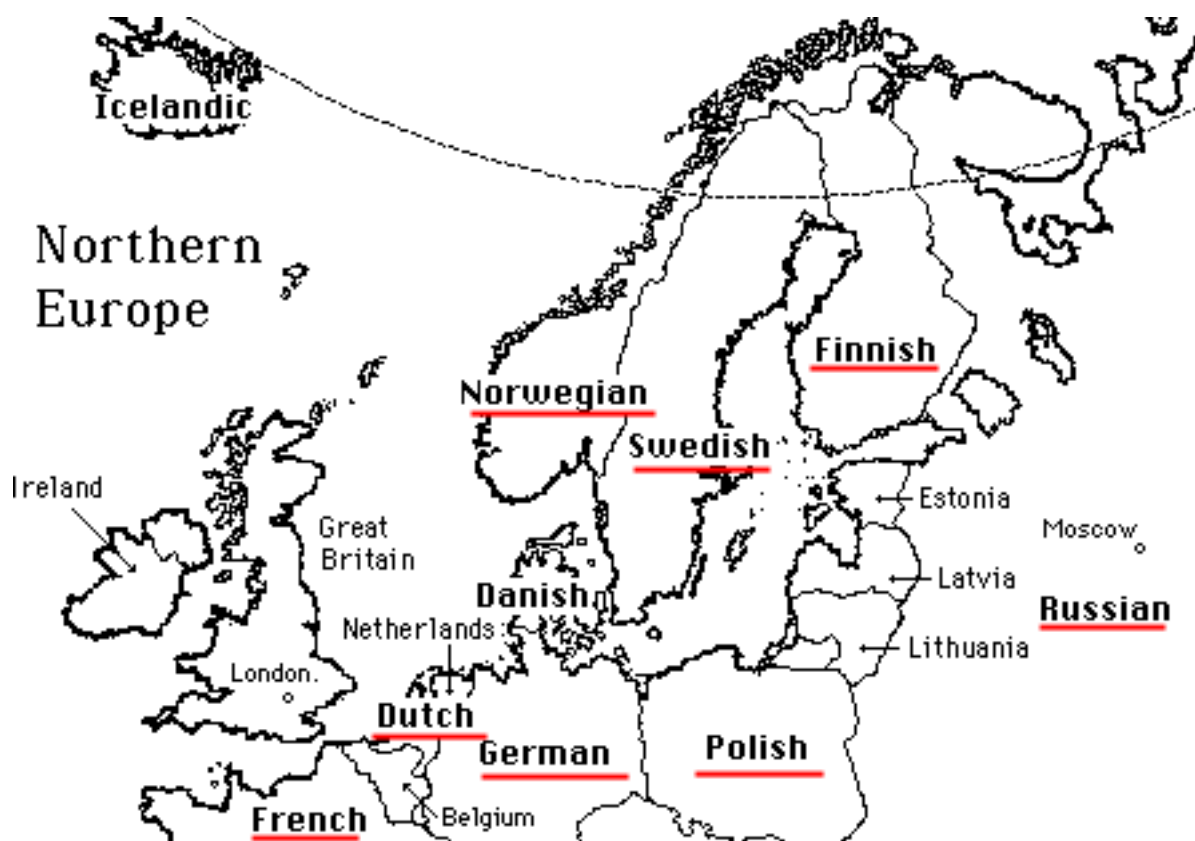 Icelandic
Northern
Europe
Finnish
Norwegian
Swedish
Ireland
Estonia
Great
Britain
Moscow
Latvia
Danish
Russian
Netherlands
Lithuania
London.
Dutch
German
Polish
French
Belgium